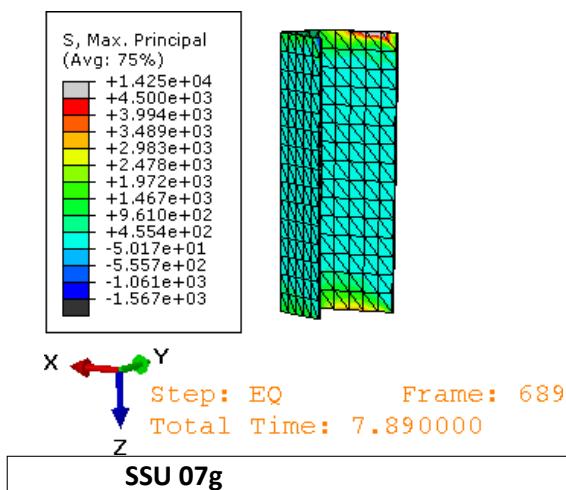 S, Max. Principal
(Avg: 75%)
+1.425e+04
+4.500e+03
+3.994e+03
+3.489e+03
+2.983e+03
+2.478e+03
+1.972e+03
+1.467e+03
+9.610e+02
+4.554e+02
-5.017e+01
-5.557e+02
-1.061e+03
-1.567e+03
X Y
Z
Step: EQ Frame: 689
Total Time: 7.890000
SSU 07g